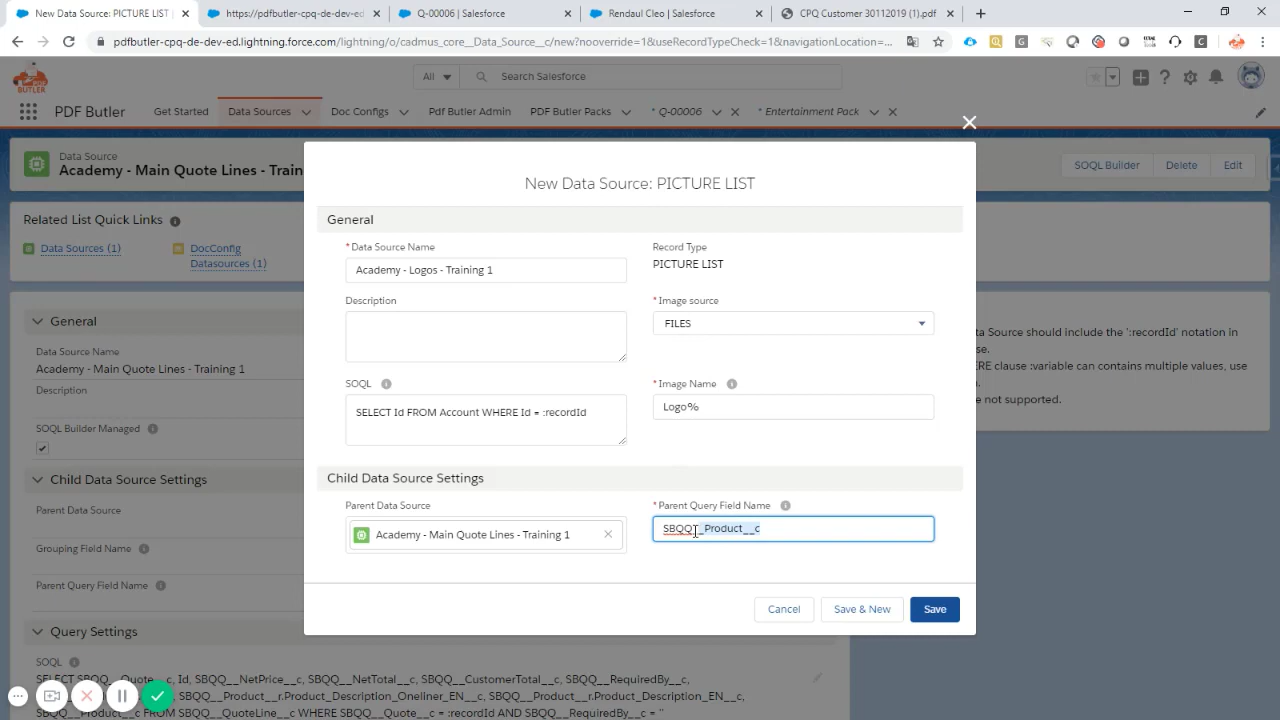 New Data Source: PICTURE LIST |
https://pdfbutler-cpq-de-dev-ed
Q-00006 | Salesforce
Rendaul Cleo | Salesforce
CPQ Customer 30112019 (1).pdf
pdfbutler-cpq-de-dev-ed.lightning.force.com/lightning/o/cadmus_core__Data_Source__c/new?nooverride=1&useRecordTypeCheck=1&navigationLocation=...
All
Search Salesforce
PDF Butler
Get Started
Data Sources
Doc Configs
Pdf Butler Admin
PDF Butler Packs
* Q-00006
* Entertainment Pack
Data Source
Academy - Main Quote Lines - Train
SOQL Builder
Delete
Edit
New Data Source: PICTURE LIST
Related List Quick Links
Data Sources (1)
DocConfig
Datasources (1)
General
* Data Source Name
Academy - Logos - Training 1
Record Type
PICTURE LIST
Description
* Image source
FILES
SOQL
SELECT Id FROM Account WHERE Id = :recordId
* Image Name
Logo%
Child Data Source Settings
Parent Data Source
Academy - Main Quote Lines - Training 1
* Parent Query Field Name
SBQQ__Product__c
Cancel
Save & New
Save
General
Data Source Name
Academy - Main Quote Lines - Training 1
Description
SOQL Builder Managed
Child Data Source Settings
Parent Data Source
Grouping Field Name
Parent Query Field Name
Query Settings
SOQL
SELECT SBQQ__Quote__c, Id, SBQQ__NetPrice__c, SBQQ__NetTotal__c, SBQQ__CustomerTotal__c, SBQQ__RequiredBy__c,
SBQQ__Product__r.Product_Description_Oneliner_EN__c, SBQQ__Product__r.Product_Description_EN__c,
SBQQ__Product__c FROM SBQQ__QuoteLine__c WHERE SBQQ__Quote__c = :recordId AND SBQQ__RequiredBy__c = ''
ta Source should include the ':recordId' notation in
se.
ERE clause :variable can contains multiple values, use
e not supported.